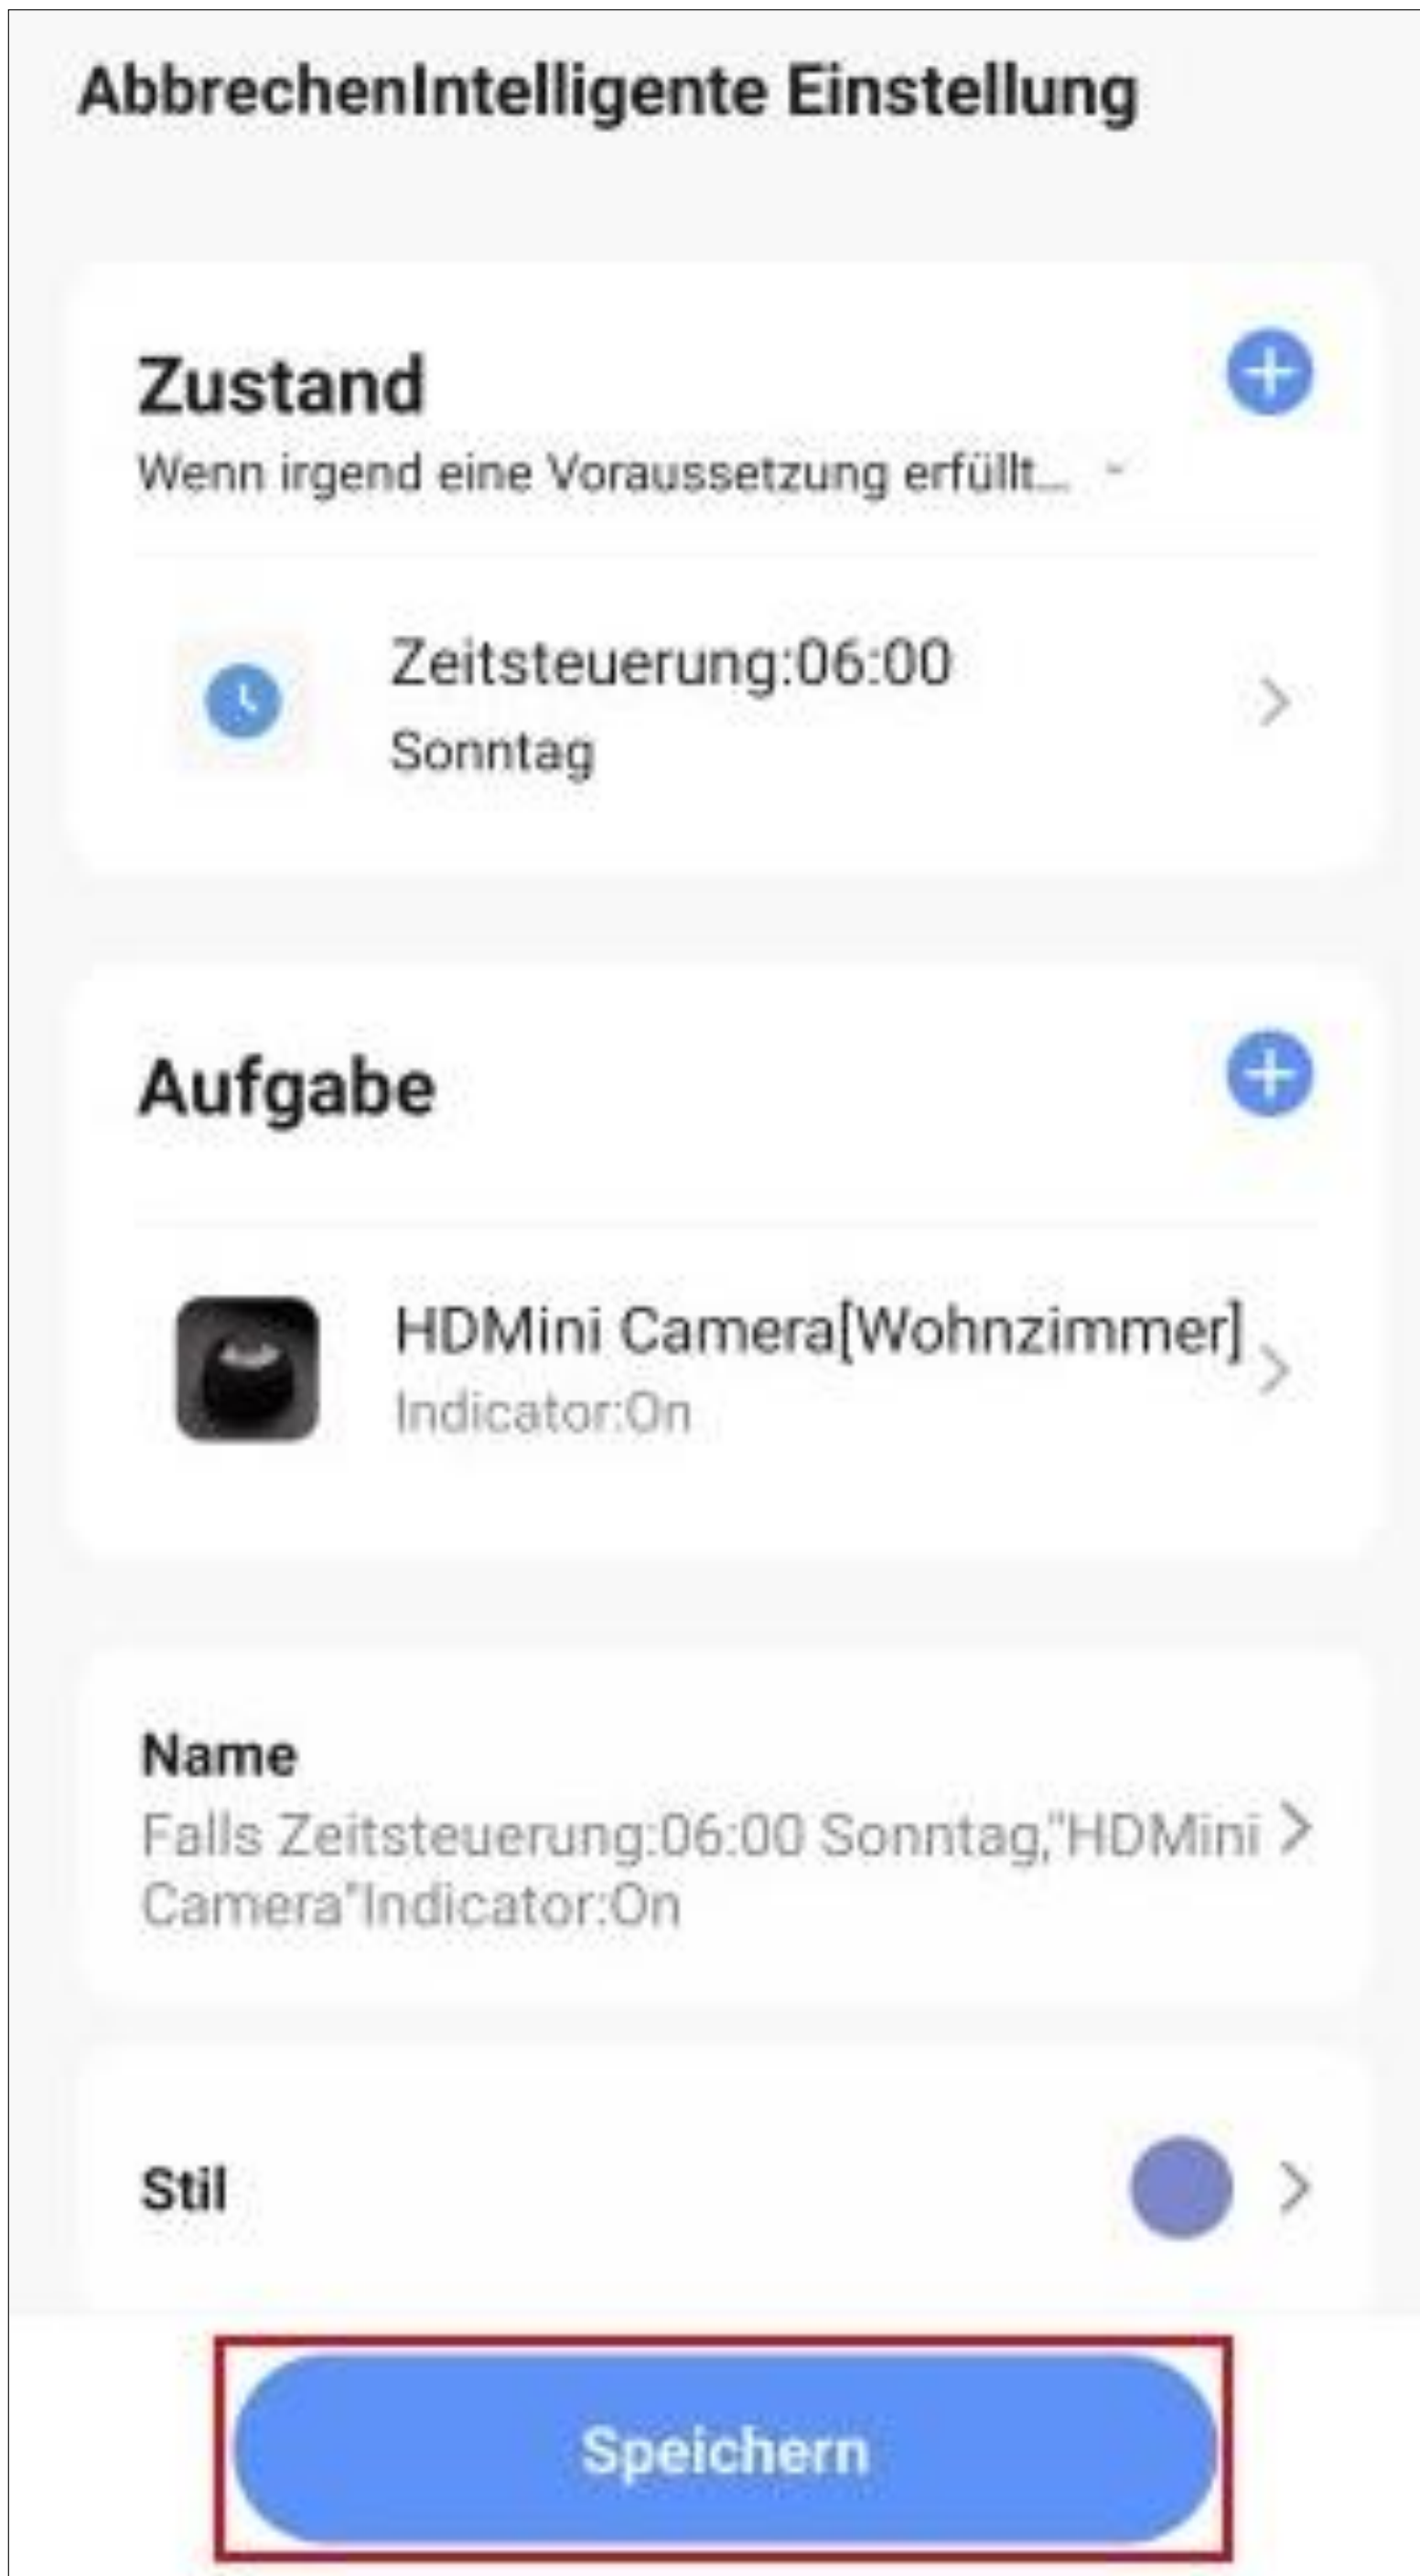 AbbrechenIntelligente Einstellung
Zustand
Wenn irgend eine Voraussetzung erfüllt...
Zeitsteuerung:06:00
Sonntag
Aufgabe
HDMini Camera[Wohnzimmer]
Indicator:On
Name
Falls Zeitsteuerung:06:00 Sonntag,"HDMini
Camera"Indicator:On
Stil
Speichern